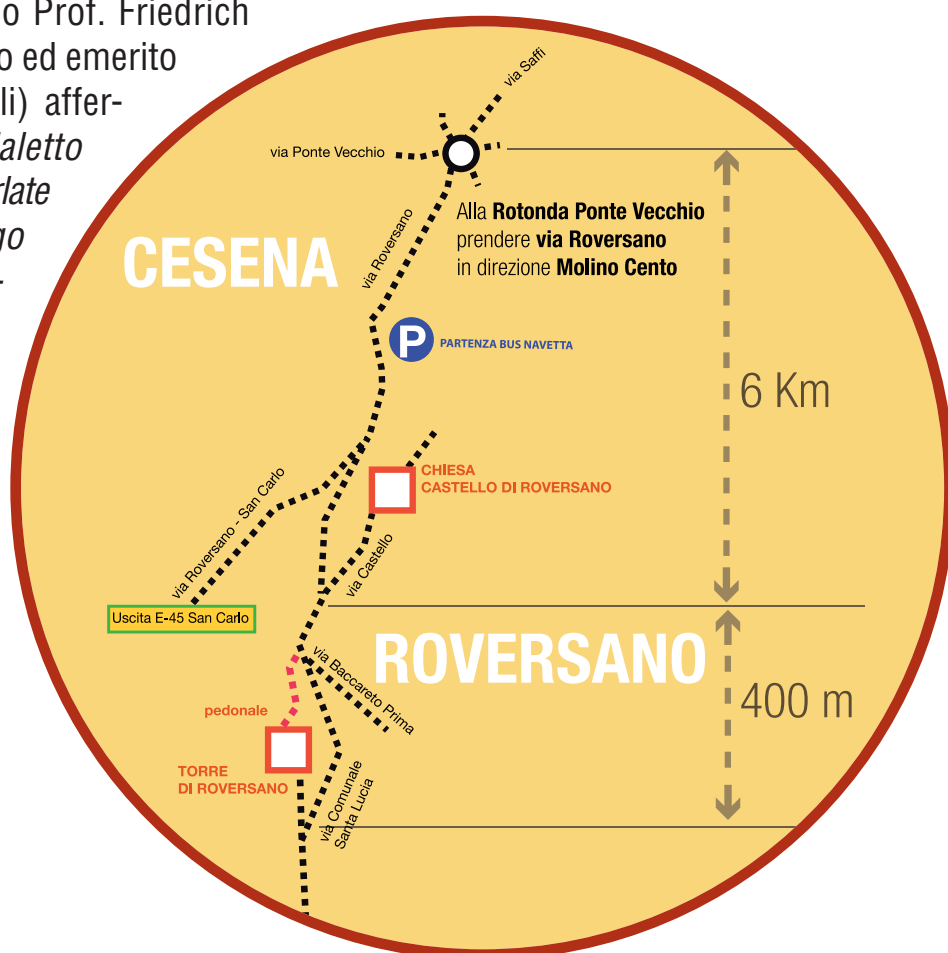 o Prof. Friedrich
o ed emerito
li) affer-
aletto
rlate
go
via Saffi
via Ponte Vecchio
Alla Rotonda Ponte Vecchio
prendere via Roversano
in direzione Molino Cento
via Roversano
CESENA
P
PARTENZA BUS NAVETTA
6 Km
CHIESA
CASTELLO DI ROVERSANO
via Roversano - San Carlo
via Castello
Uscita E-45 San Carlo
ROVERSANO
via Baccareto Prima
400 m
pedonale
TORRE
DI ROVERSANO
via Comunale
Santa Lucia